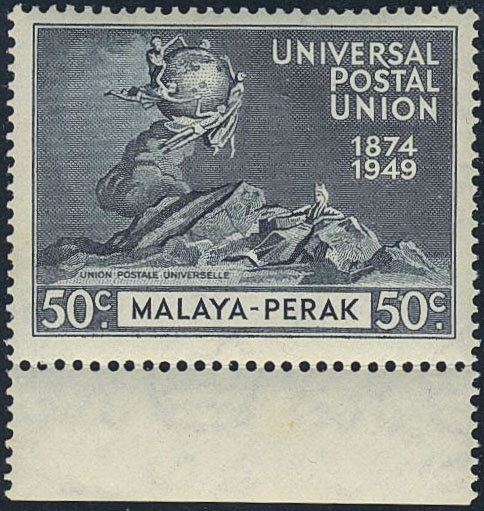 UNIVERSAL
POSTAL
UNION
1874
1949
UNION POSTALE UNIVERSELLE
50c. MALAYA-PERAK 50c.